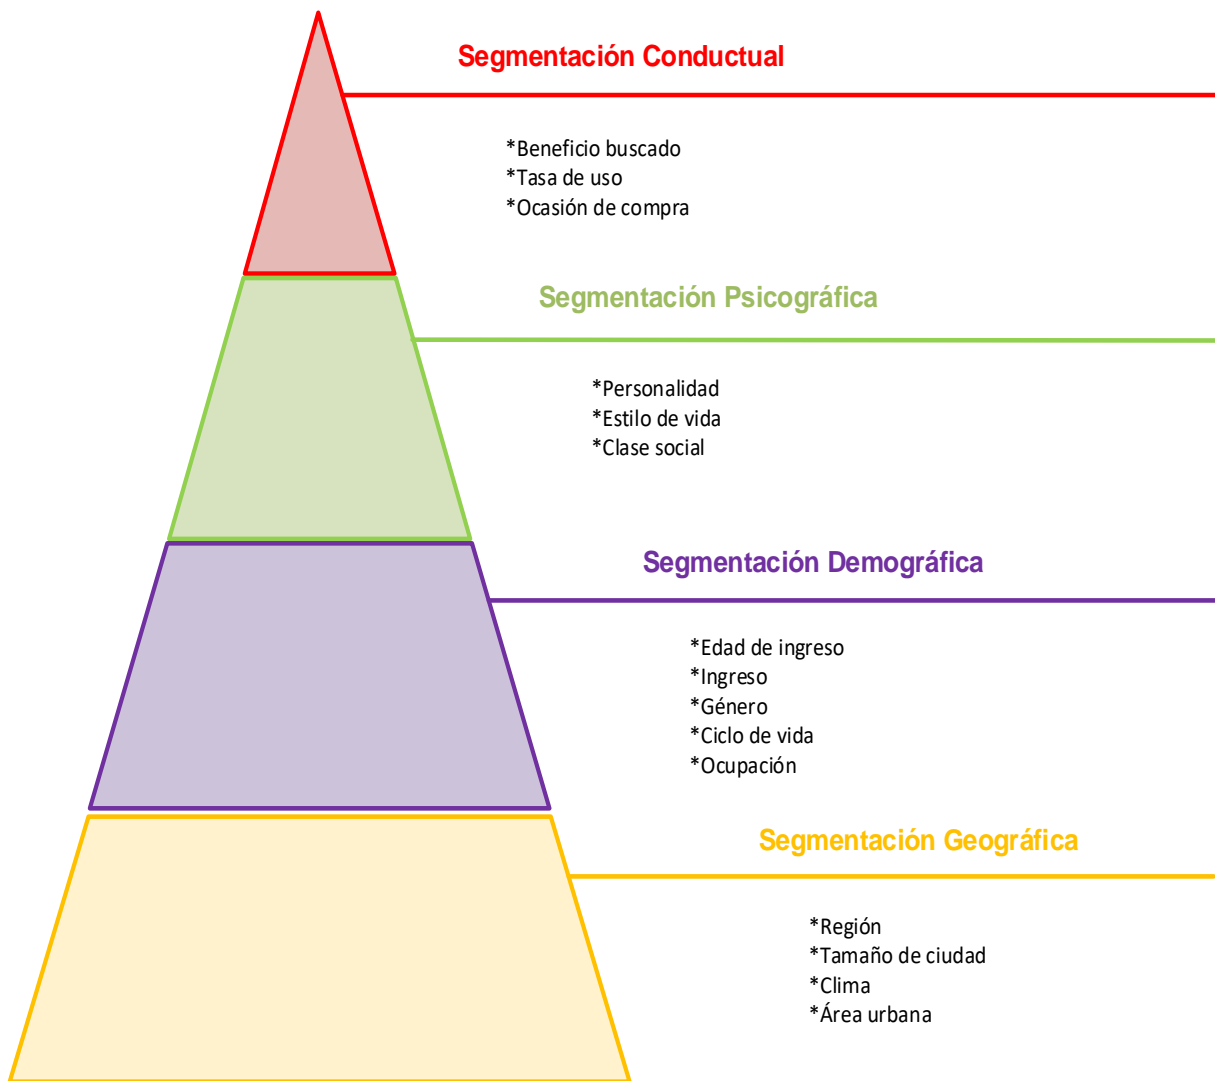 Segmentación Conductual
*Beneficio buscado
*Tasa de uso
*Ocasión de compra
Segmentación Psicográfica
*Personalidad
*Estilo de vida
*Clase social
Segmentación Demográfica
*Edad de ingreso
*Ingreso
*Género
*Ciclo de vida
*Ocupación
Segmentación Geográfica
*Región
*Tamaño de ciudad
*Clima
*Área urbana